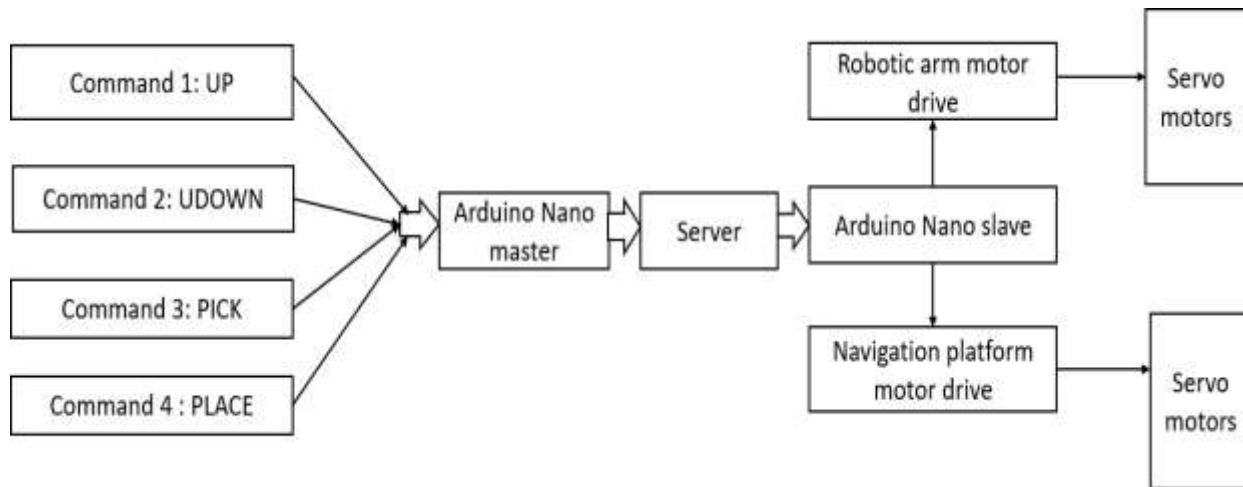 Command 1: UP
Command 2: UDOWN
Command 3: PICK
Command 4 : PLACE
Arduino Nano
master
Server
Arduino Nano slave
Robotic arm motor
drive
Servo
motors
Navigation platform
motor drive
Servo
motors